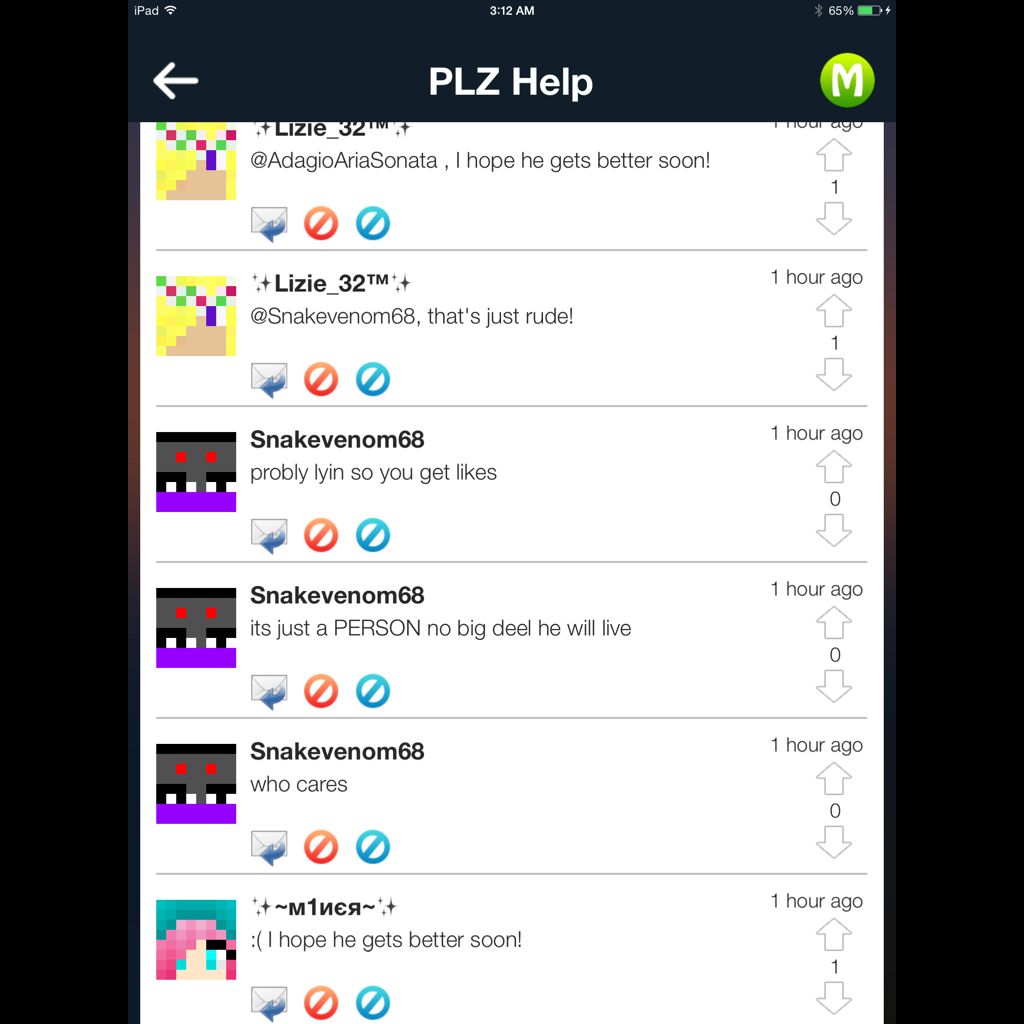 iPad 3:12 AM 65%
PLZ Help M
✨Lizie_32™✨ 1 hour ago
@AdagioAriaSonata , I hope he gets better soon!
1
✨Lizie_32™✨ 1 hour ago
@Snakevenom68, that's just rude!
1
Snakevenom68 1 hour ago
probly lyin so you get likes
0
Snakevenom68 1 hour ago
its just a PERSON no big deel he will live
0
Snakevenom68 1 hour ago
who cares
0
✨~м1иєя~✨ 1 hour ago
:( I hope he gets better soon!
1